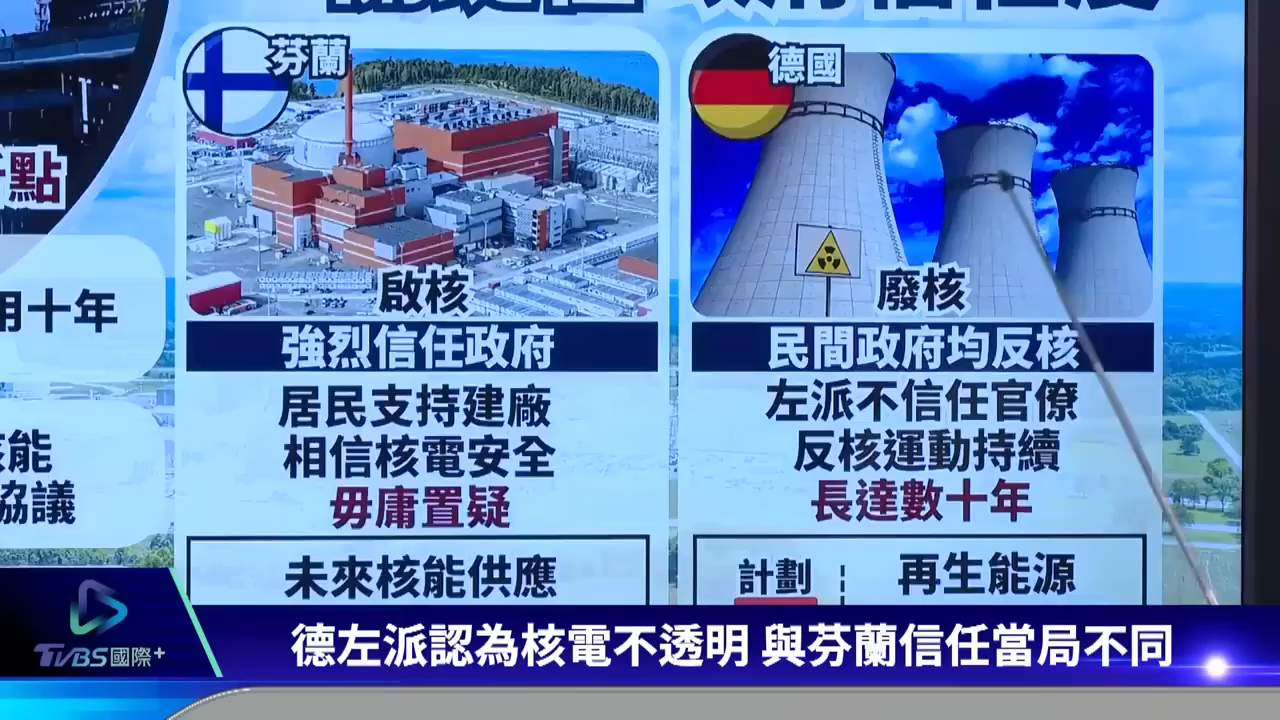 點
用十年
能
協議
芬蘭
啟核
強烈信任政府
居民支持建廠
相信核電安全
毋庸置疑
未來核能供應
德國
廢核
民間政府均反核
左派不信任官僚
反核運動持續
長達數十年
計劃
再生能源
德左派認為核電不透明 與芬蘭信任當局不同
TVBS國際+